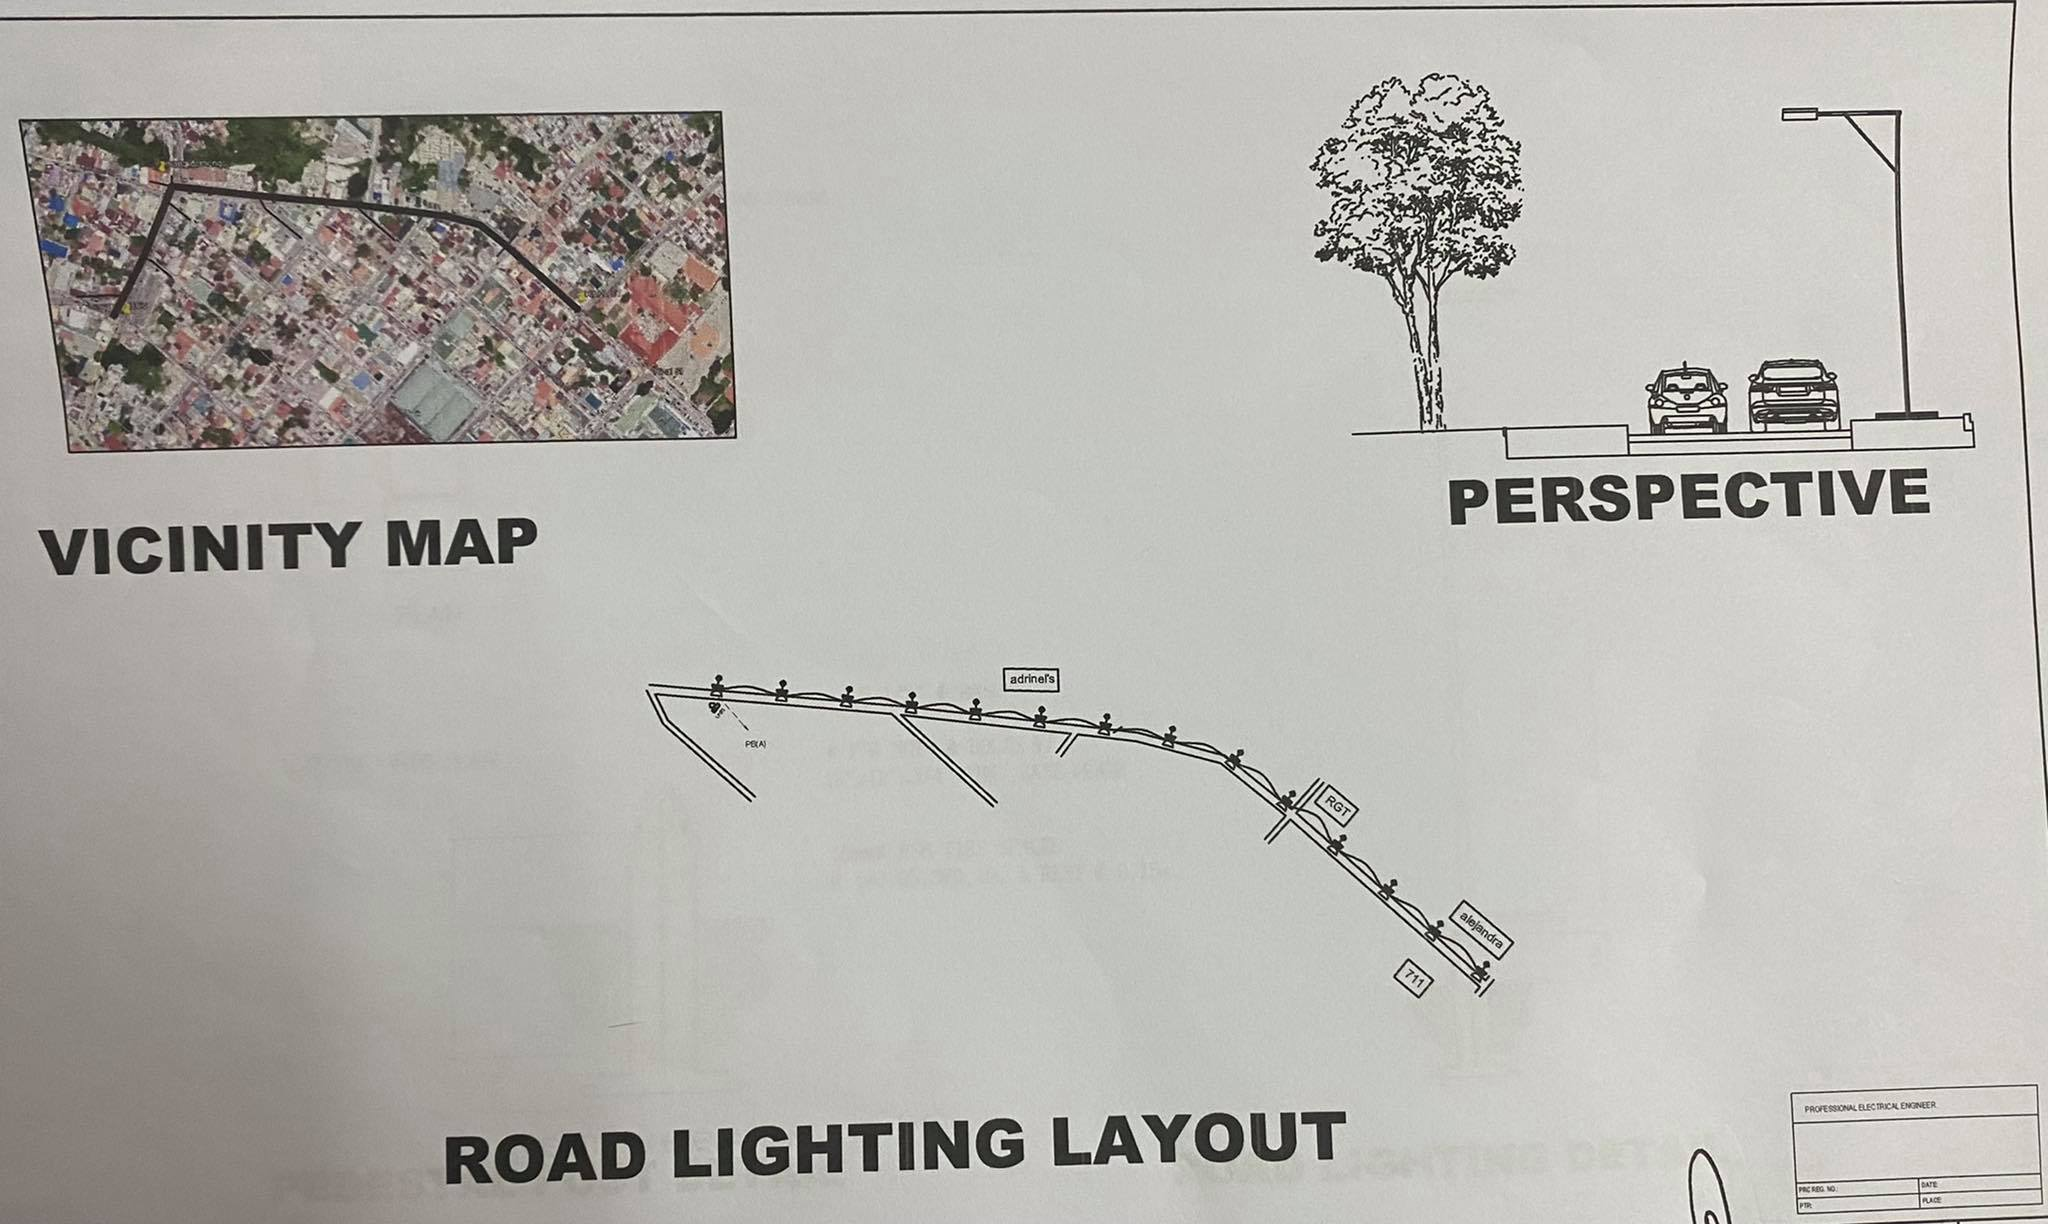 VICINITY MAP
PERSPECTIVE
adrinel's
PB(A)
RGT
alejandra
711
ROAD LIGHTING LAYOUT
PROFESSIONAL ELECTRICAL ENGINEER
PRC REG. NO.:
DATE:
PTR:
PLACE: